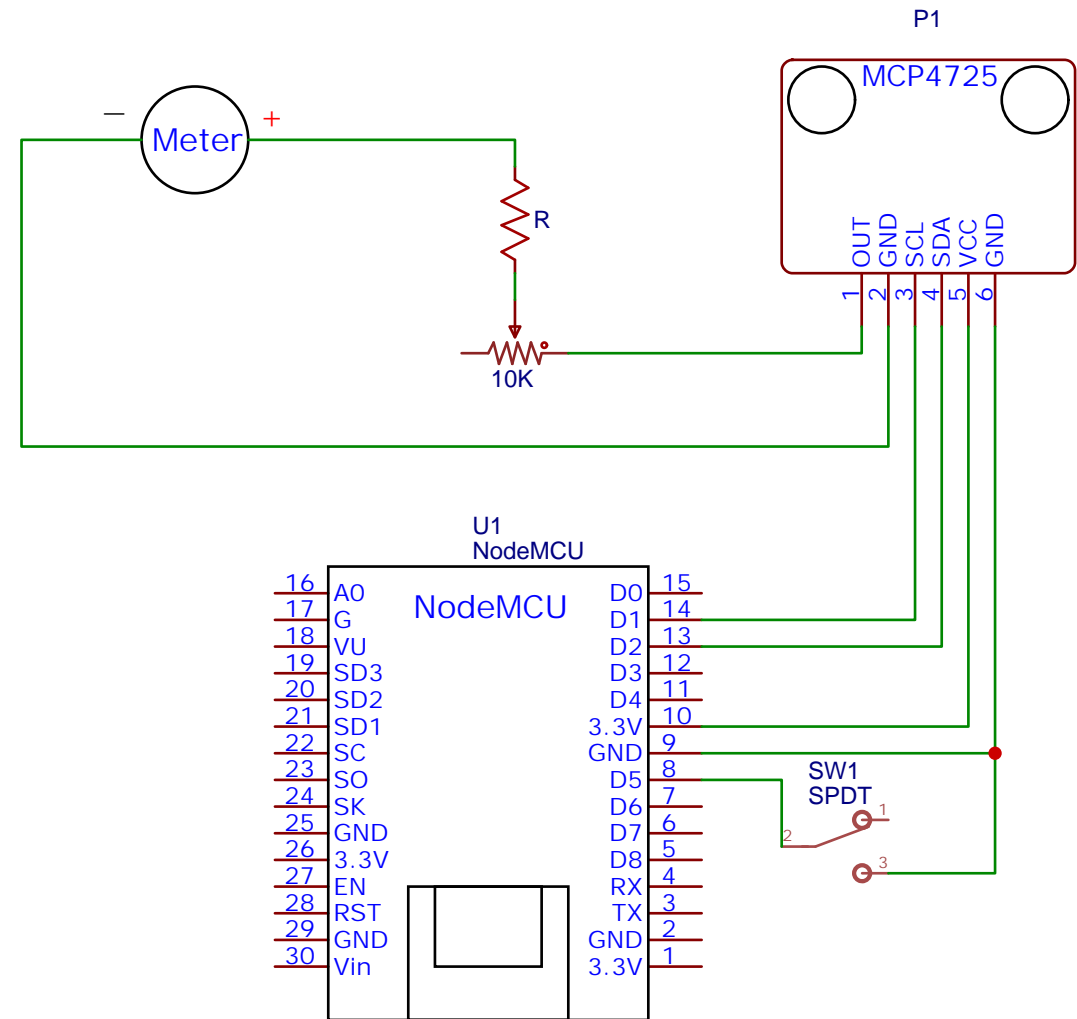 P1
MCP4725
OUT
GND
SCL
SDA
VCC
GND
1
2
3
4
5
6
—
Meter
+
R
10K
U1
NodeMCU
NodeMCU
16 A0
17 G
18 VU
19 SD3
20 SD2
21 SD1
22 SC
23 SO
24 SK
25 GND
26 3.3V
27 EN
28 RST
29 GND
30 Vin
D0 15
D1 14
D2 13
D3 12
D4 11
3.3V 10
GND 9
D5 8
D6 7
D7 6
D8 5
RX 4
TX 3
GND 2
3.3V 1
SW1
SPDT
1
2
3